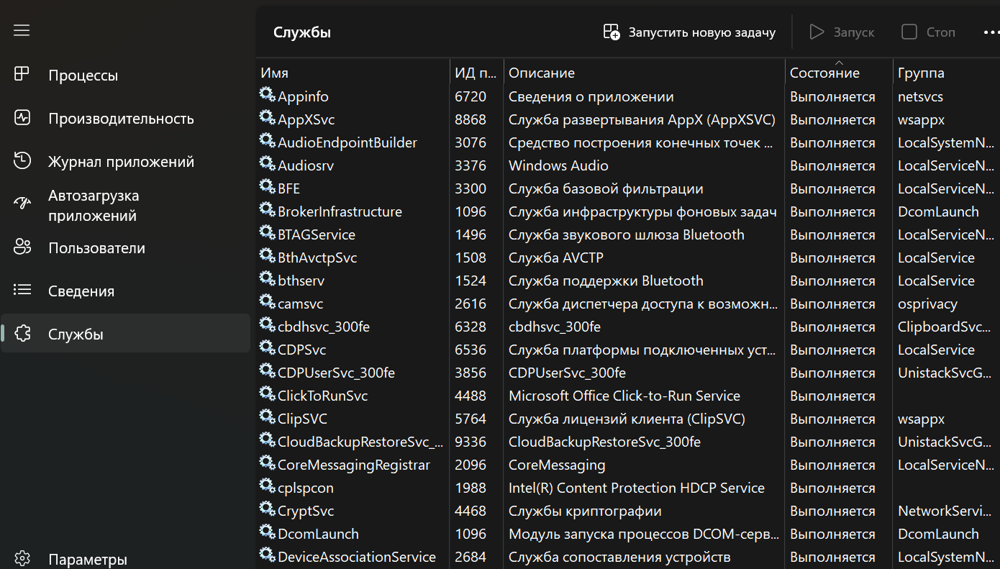 Службы
Запустить новую задачу
Запуск
Стоп
Процессы
Производительность
Журнал приложений
Автозагрузка
приложений
Пользователи
Сведения
Службы
Параметры
Имя ИД п... Описание Состояние Группа
Appinfo 6720 Сведения о приложении Выполняется netsvcs
AppXSvc 8868 Служба развертывания AppX (AppXSVC) Выполняется wsappx
AudioEndpointBuilder 3076 Средство построения конечных точек ... Выполняется LocalSystemN...
Audiosrv 3376 Windows Audio Выполняется LocalServiceN...
BFE 3300 Служба базовой фильтрации Выполняется LocalServiceN...
BrokerInfrastructure 1096 Служба инфраструктуры фоновых задач Выполняется DcomLaunch
BTAGService 1496 Служба звукового шлюза Bluetooth Выполняется LocalServiceN...
BthAvctpSvc 1508 Служба AVCTP Выполняется LocalService
bthserv 1524 Служба поддержки Bluetooth Выполняется LocalService
camsvc 2616 Служба диспетчера доступа к возможн... Выполняется osprivacy
cbdhsvc_300fe 6328 cbdhsvc_300fe Выполняется ClipboardSvc...
CDPSvc 6536 Служба платформы подключенных уст... Выполняется LocalService
CDPUserSvc_300fe 3856 CDPUserSvc_300fe Выполняется UnistackSvcG...
ClickToRunSvc 4488 Microsoft Office Click-to-Run Service Выполняется
ClipSVC 5764 Служба лицензий клиента (ClipSVC) Выполняется wsappx
CloudBackupRestoreSvc_... 9336 CloudBackupRestoreSvc_300fe Выполняется UnistackSvcG...
CoreMessagingRegistrar 2096 CoreMessaging Выполняется LocalServiceN...
cplspcon 1988 Intel(R) Content Protection HDCP Service Выполняется
CryptSvc 4468 Службы криптографии Выполняется NetworkServi...
DcomLaunch 1096 Модуль запуска процессов DCOM-серв... Выполняется DcomLaunch
DeviceAssociationService 2684 Служба сопоставления устройств Выполняется LocalSystemN...